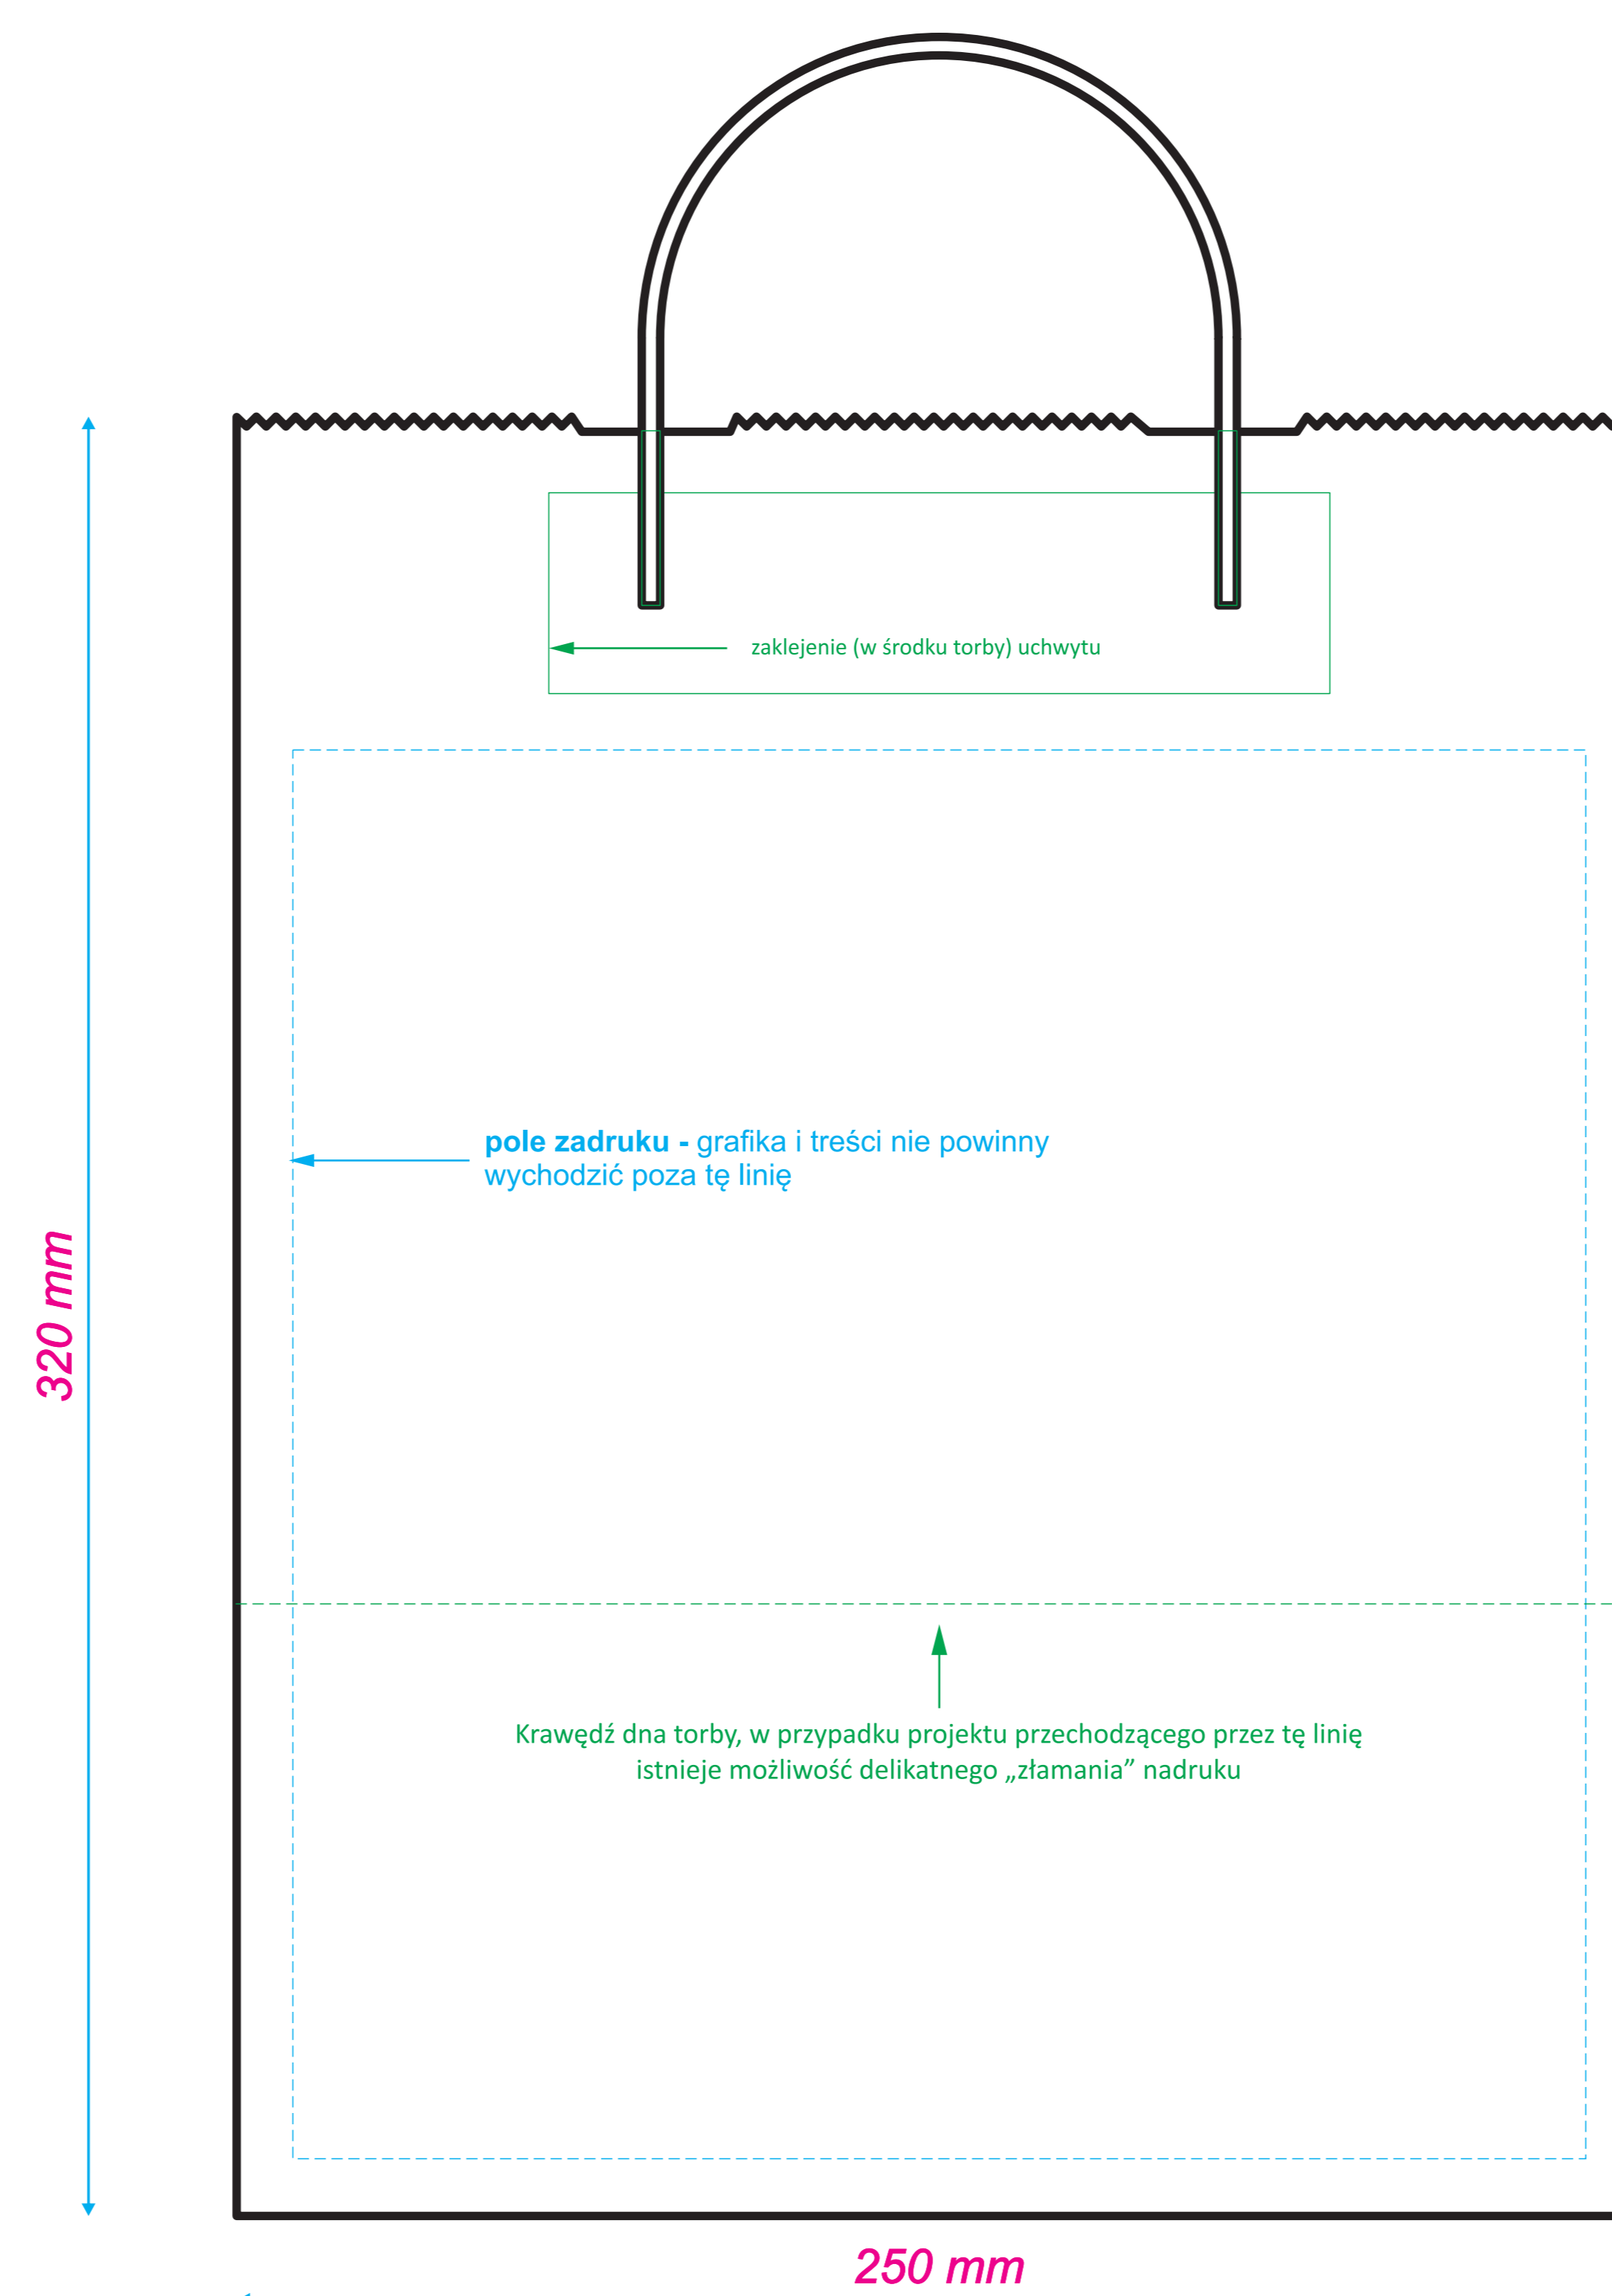 zaklejenie (w środku torby) uchwytu
pole zadruku - grafika i treści nie powinny
wychodzić poza tę linię
320 mm
Krawędź dna torby, w przypadku projektu przechodzącego przez tę linię
istnieje możliwość delikatnego „złamania” nadruku
250 mm